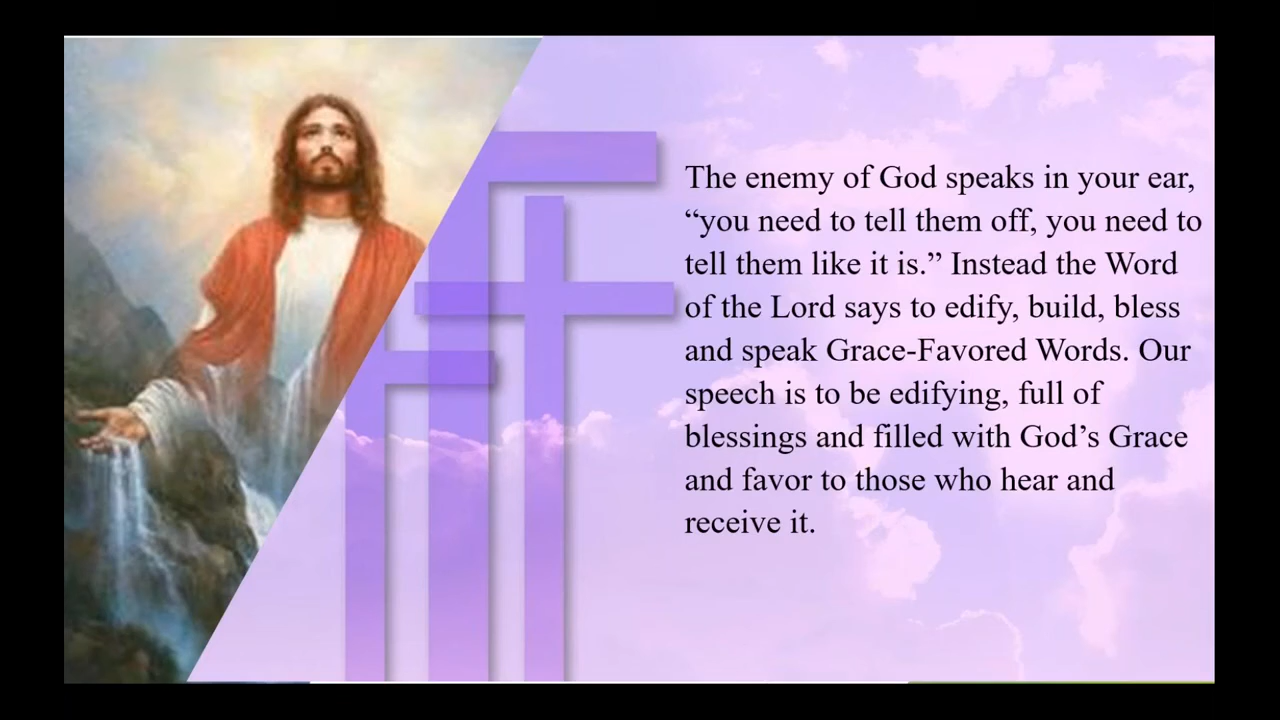 The enemy of God speaks in your ear,
“you need to tell them off, you need to
tell them like it is.” Instead the Word
of the Lord says to edify, build, bless
and speak Grace-Favored Words. Our
speech is to be edifying, full of
blessings and filled with God’s Grace
and favor to those who hear and
receive it.